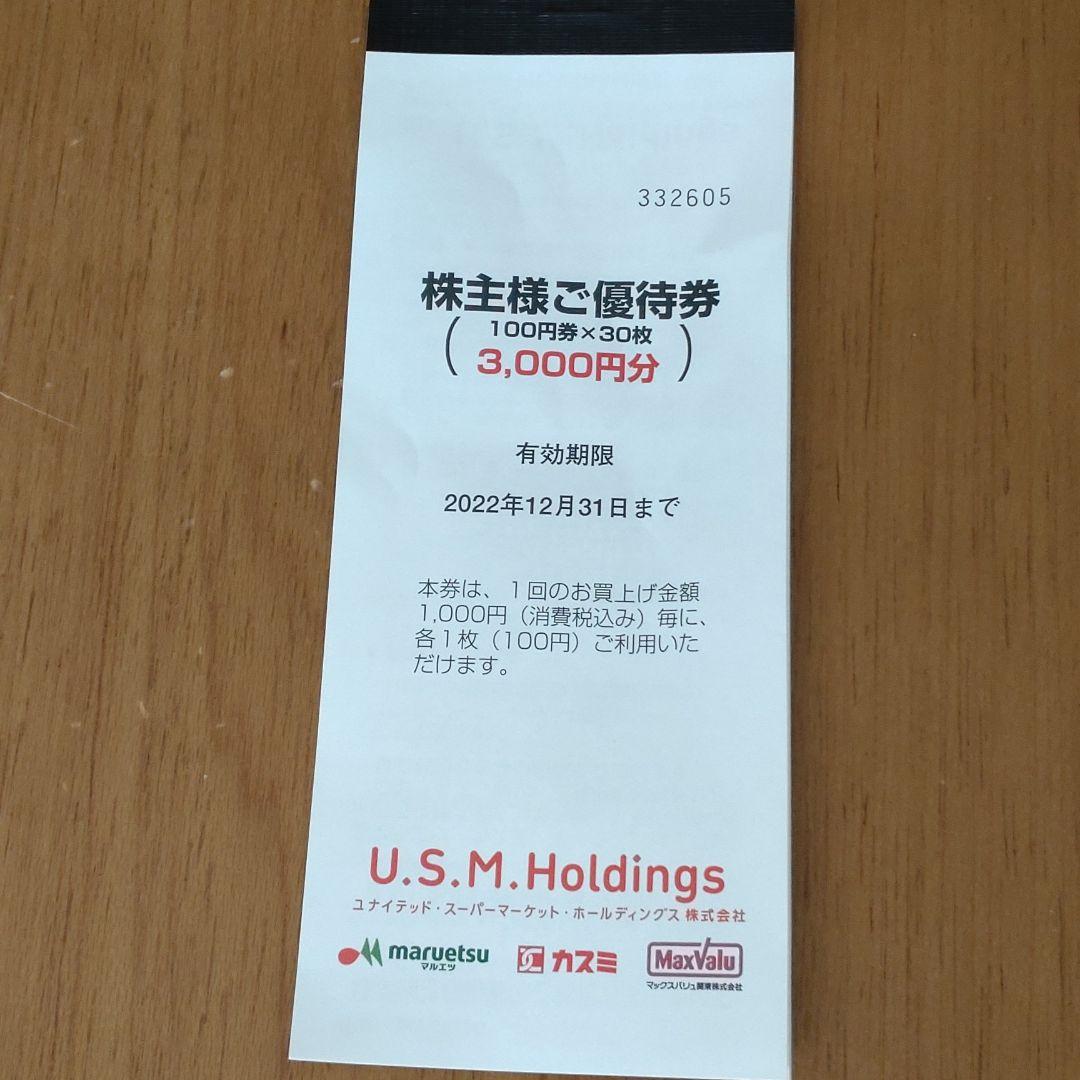 332605
株主様ご優待券
(100円券×30枚
3,000円分)
有効期限
2022年12月31日まで
本券は、1回のお買上げ金額
1,000円（消費税込み）毎に、
各1枚（100円）ご利用いた
だけます。
U.S.M.Holdings
ユナイテッド・スーパーマーケット・ホールディングス 株式会社
maruetsu
マルエツ
カスミ
MaxValu
マックスバリュ関東株式会社